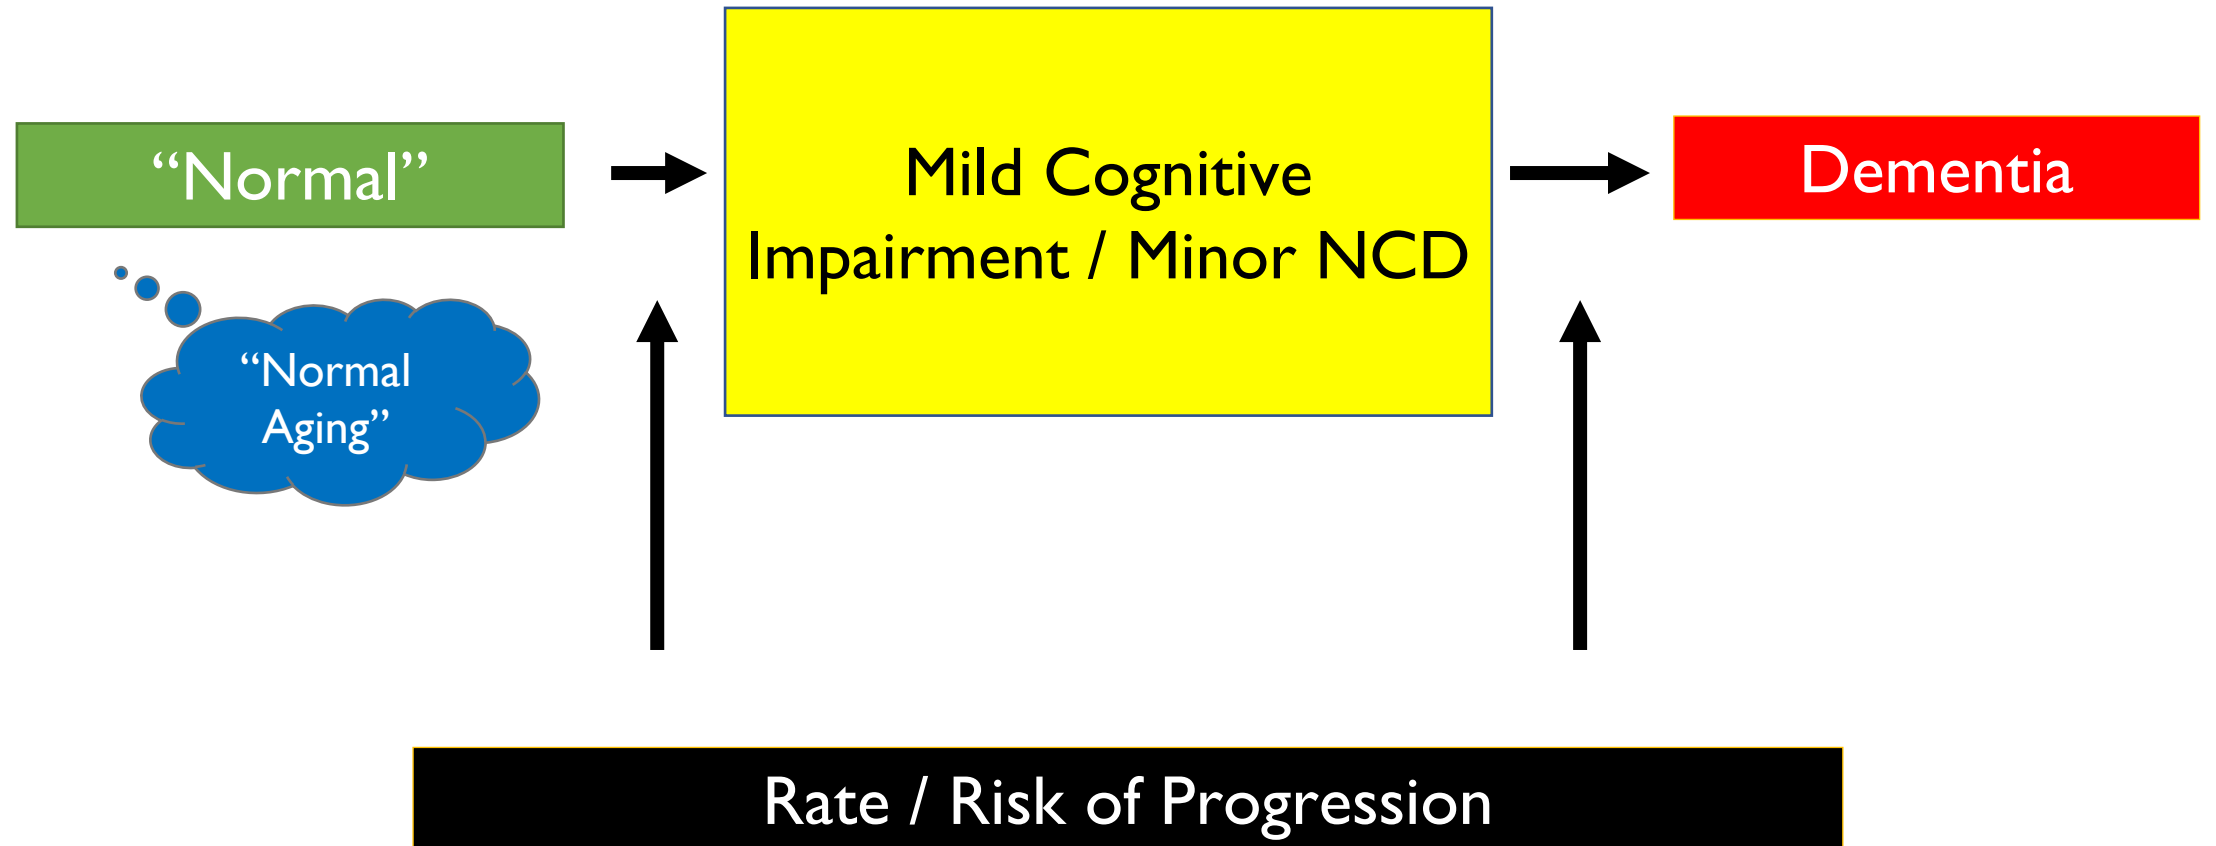 “Normal”
Mild Cognitive
Impairment / Minor NCD
Dementia
“Normal
Aging”
Rate / Risk of Progression